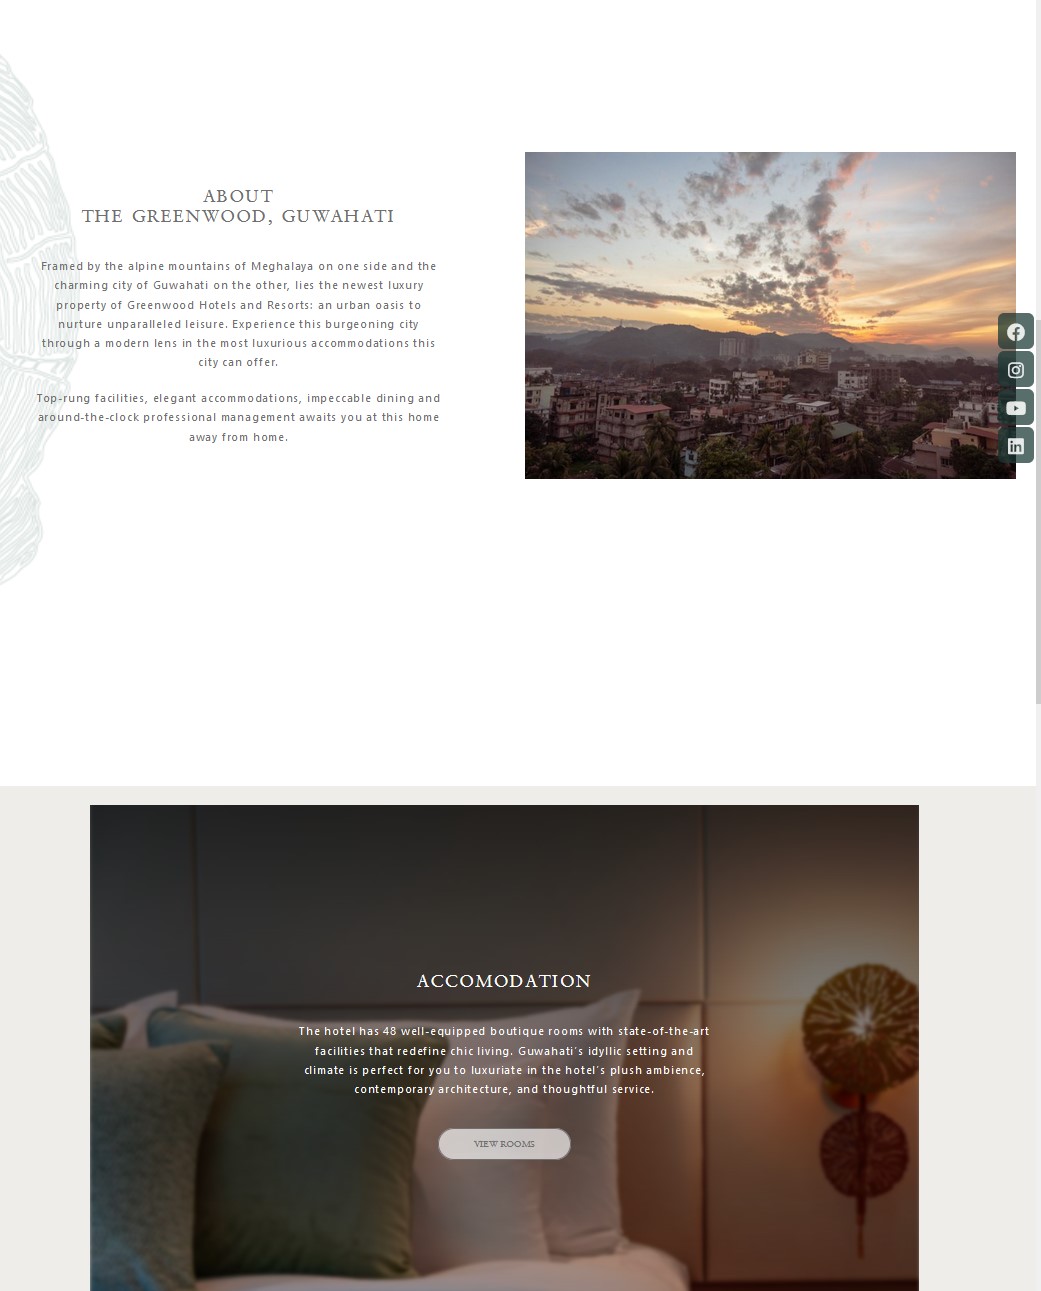 ABOUT
THE GREENWOOD, GUWAHATI
Framed by the alpine mountains of Meghalaya on one side and the
charming city of Guwahati on the other, lies the newest luxury
property of Greenwood Hotels and Resorts: an urban oasis to
nurture unparalleled leisure. Experience this burgeoning city
through a modern lens in the most luxurious accommodations this
city can offer.
Top-rung facilities, elegant accommodations, impeccable dining and
around-the-clock professional management awaits you at this home
away from home.
ACCOMODATION
The hotel has 48 well-equipped boutique rooms with state-of-the-art
facilities that redefine chic living. Guwahati's idyllic setting and
climate is perfect for you to luxuriate in the hotel's plush ambience,
contemporary architecture, and thoughtful service.
VIEW ROOMS